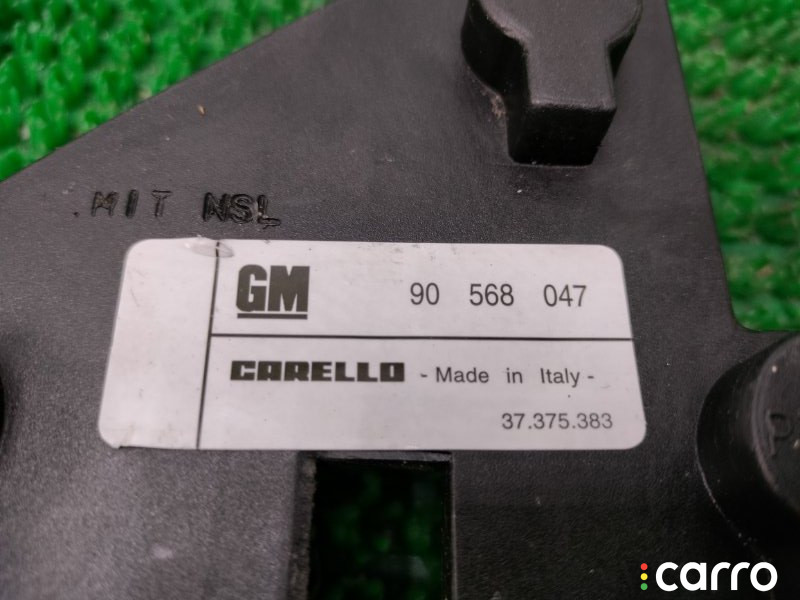 MIT NSL
GM 90 568 047
CARELLO - Made in Italy -
37.375.383
carro